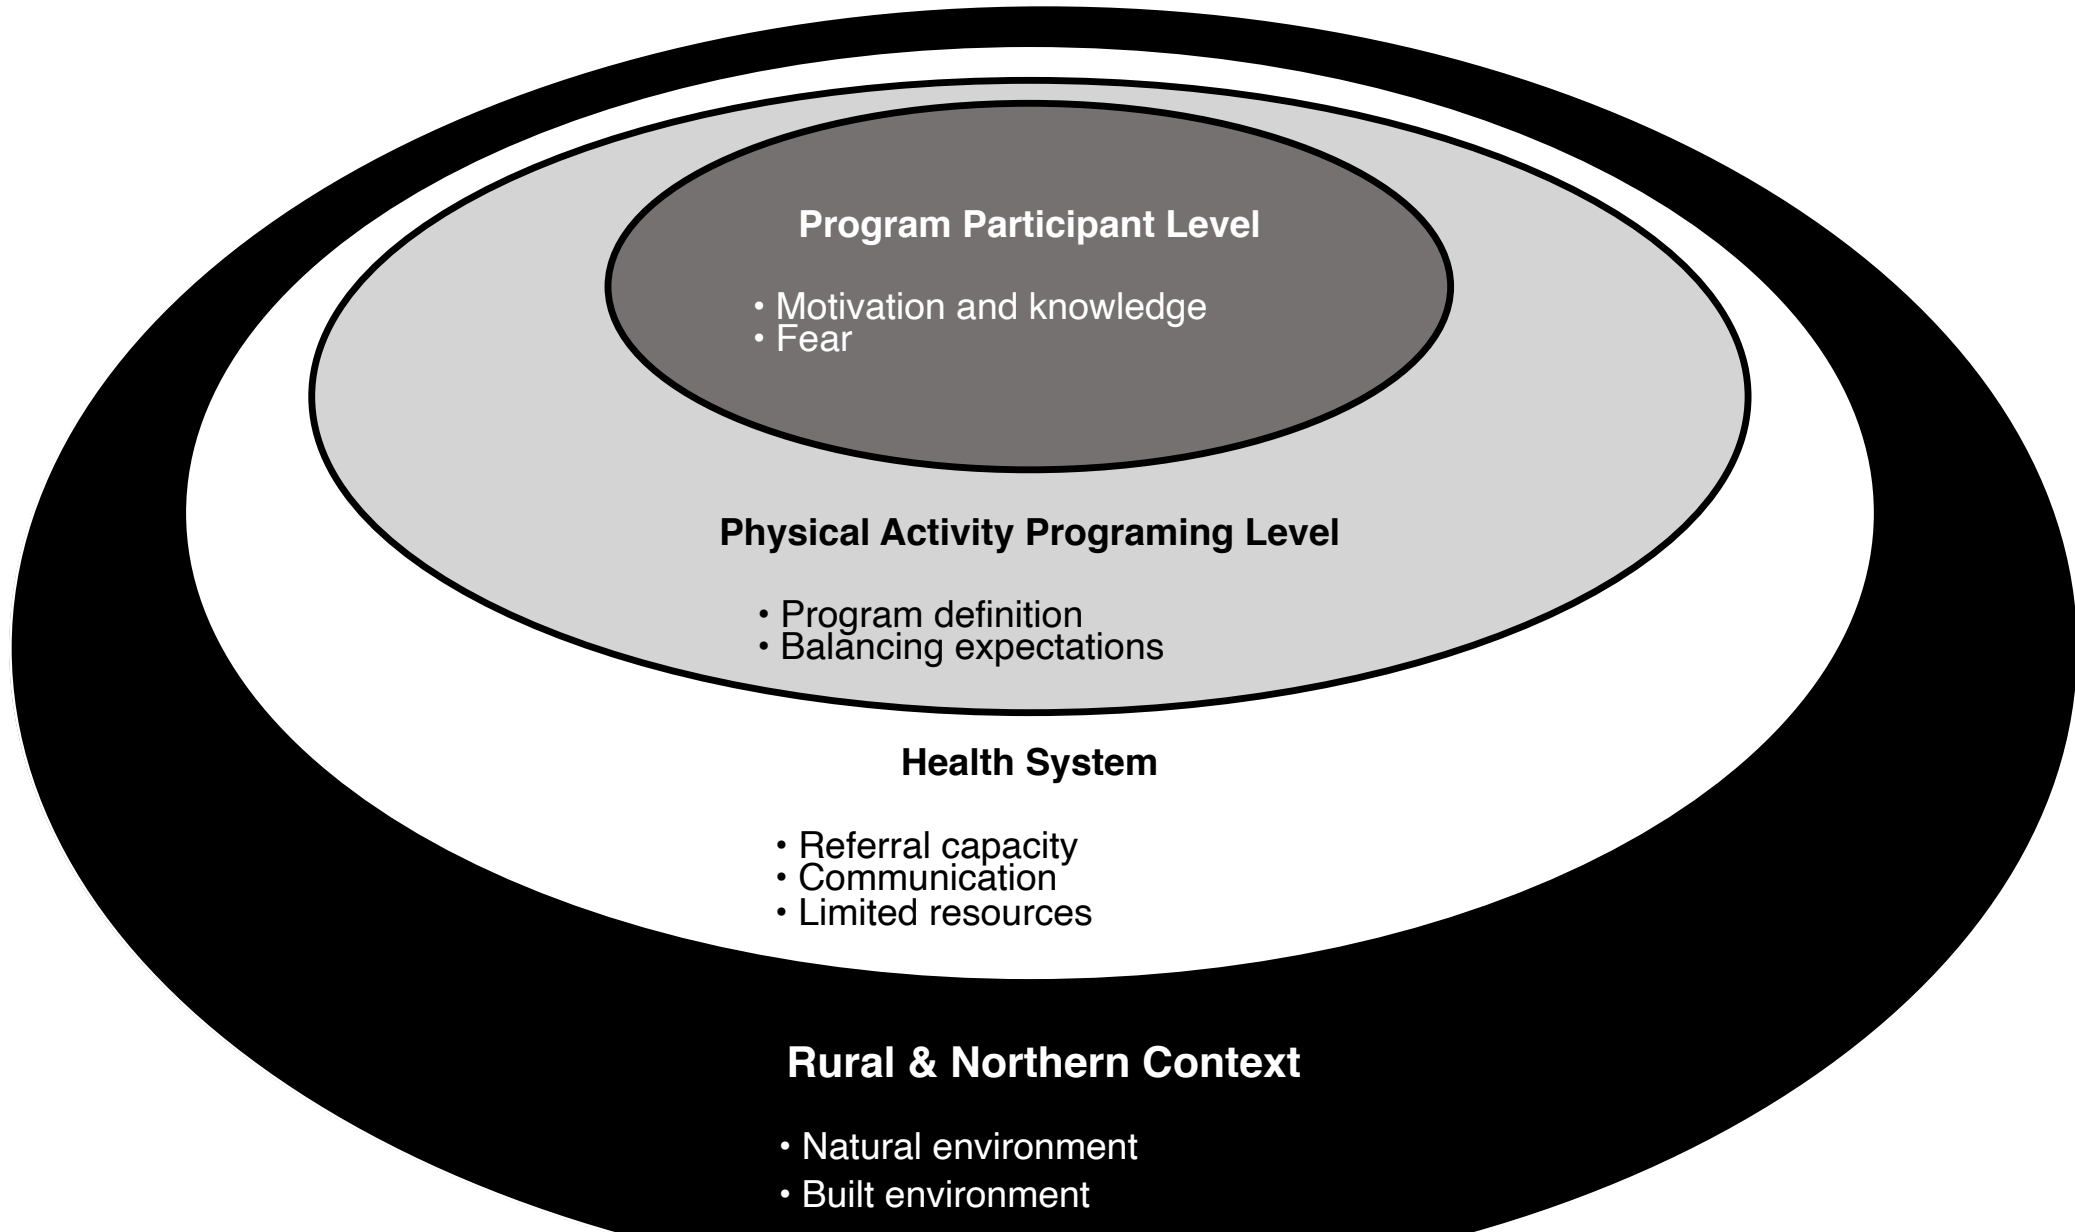 Program Participant Level
• Motivation and knowledge
• Fear
Physical Activity Programing Level
• Program definition
• Balancing expectations
Health System
• Referral capacity
• Communication
• Limited resources
Rural & Northern Context
• Natural environment
• Built environment